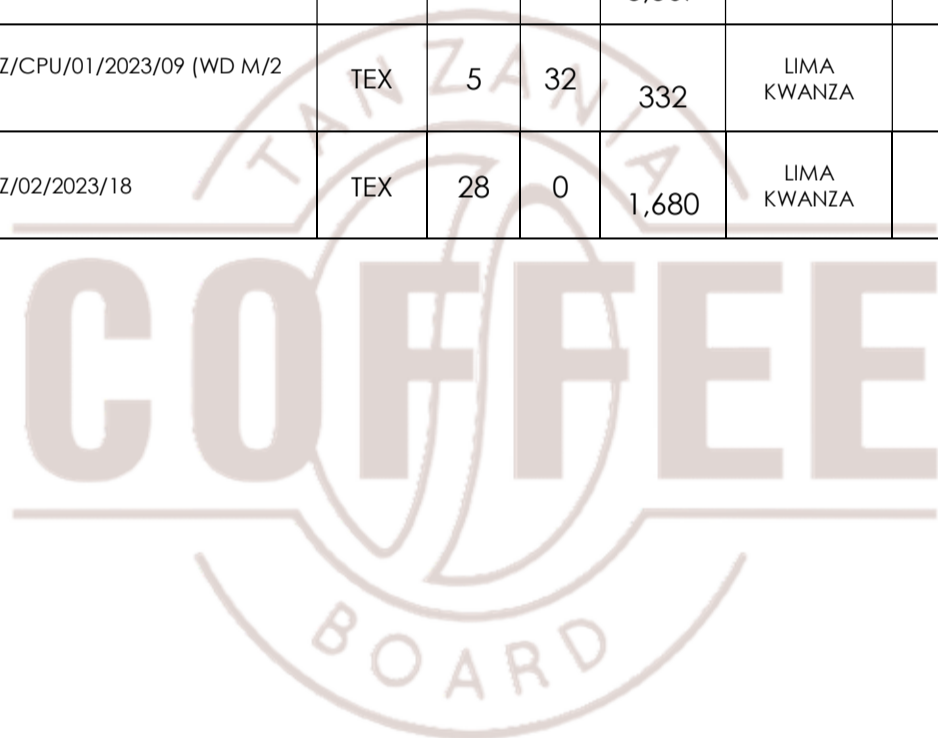 Z/CPU/01/2023/09 (WD M/2 TEX 5 32 332 LIMA KWANZA
Z/02/2023/18 TEX 28 0 1,680 LIMA KWANZA
TANZANIA
COFFEE
BOARD